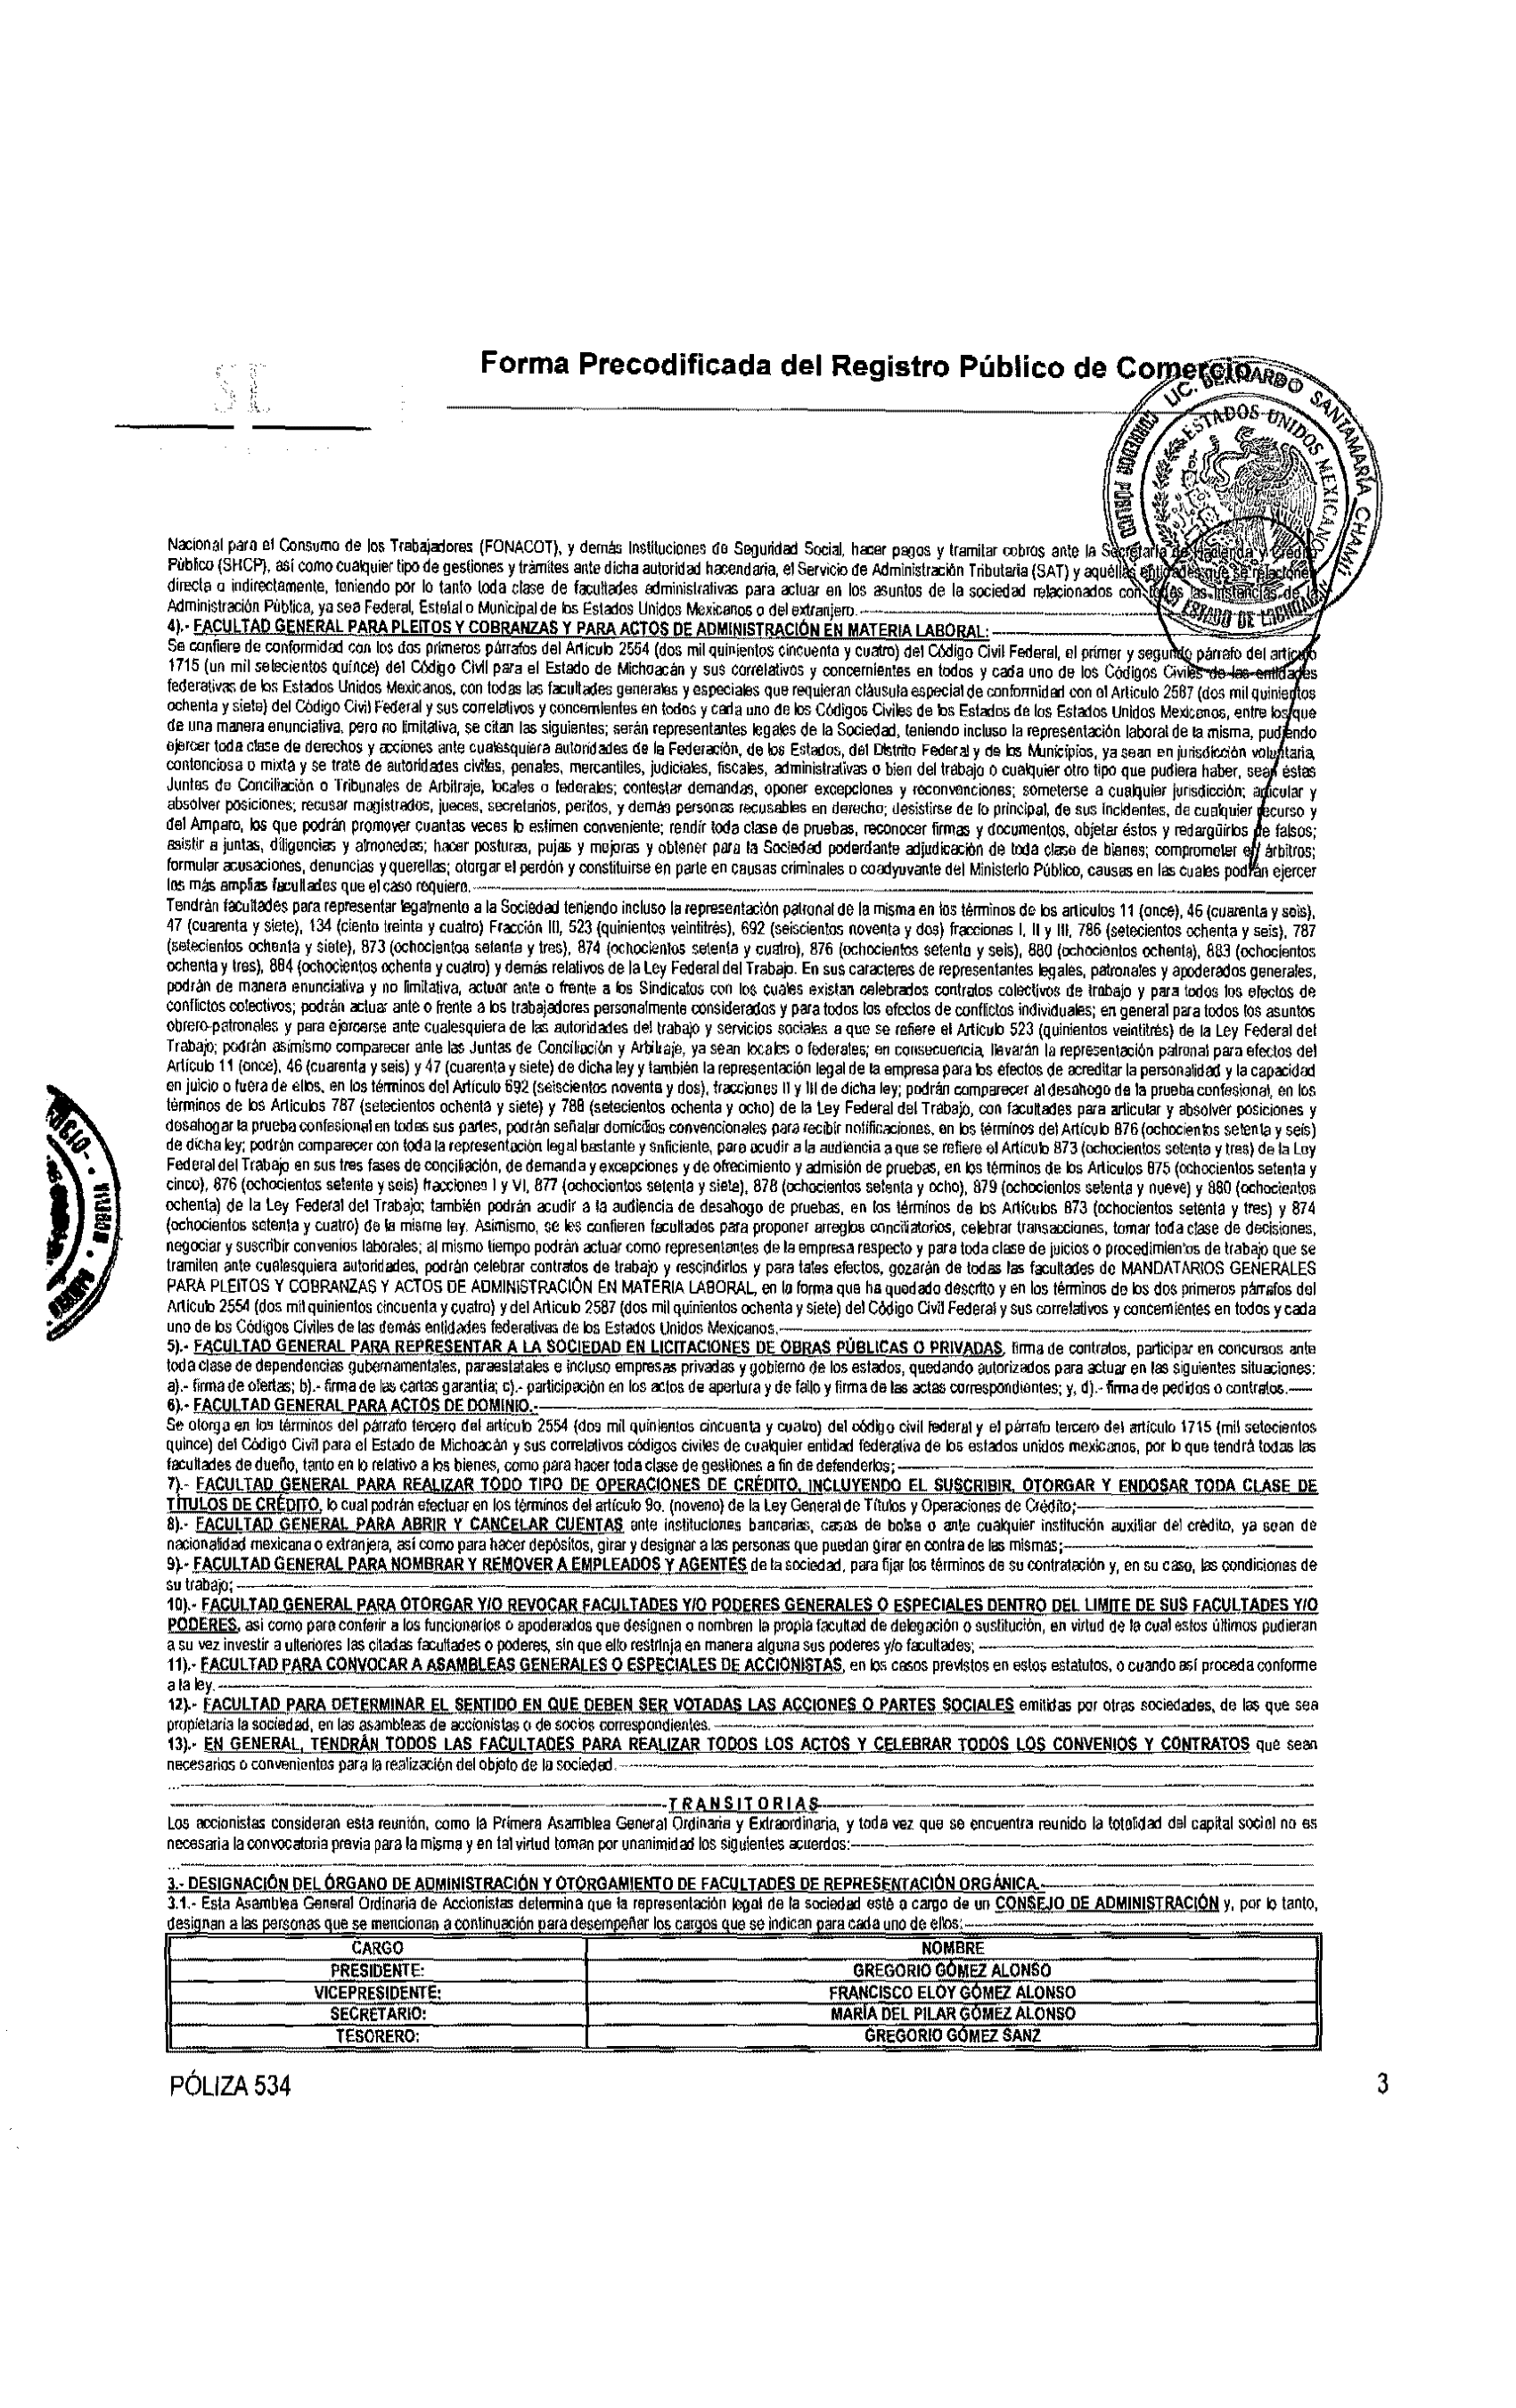 Forma Precodificada del Registro Público de Comercio
LIC. BERNARDO SANTAMARÍA CHAMÚ
CORREDOR PÚBLICO
ESTADOS UNIDOS MEXICANOS
Nacional para el Consumo de los Trabajadores (FONACOT), y demás Instituciones de Seguridad Social, hacer pagos y tramitar cobros ante la Secretaría de Hacienda y Crédito
Público (SHCP), así como cualquier tipo de gestiones y trámites ante dicha autoridad hacendaria, el Servicio de Administración Tributaria (SAT) y aquéllas entidades que se relacionen
directa o indirectamente, teniendo por lo tanto toda clase de facultades administrativas para actuar en los asuntos de la sociedad relacionados con todas las instancias de la
Administración Pública, ya sea Federal, Estatal o Municipal de los Estados Unidos Mexicanos o del extranjero.
4).- FACULTAD GENERAL PARA PLEITOS Y COBRANZAS Y PARA ACTOS DE ADMINISTRACIÓN EN MATERIA LABORAL:
Se confiere de conformidad con los dos primeros párrafos del Artículo 2554 (dos mil quinientos cincuenta y cuatro) del Código Civil Federal, el primer y segundo párrafo del artículo
1715 (un mil setecientos quince) del Código Civil para el Estado de Michoacán y sus correlativos y concernientes en todos y cada uno de los Códigos Civiles de las entidades
federativas de los Estados Unidos Mexicanos, con todas las facultades generales y especiales que requieran cláusula especial de conformidad con el Artículo 2587 (dos mil quinientos
ochenta y siete) del Código Civil Federal y sus correlativos y concernientes en todos y cada uno de los Códigos Civiles de los Estados de los Estados Unidos Mexicanos, entre los que
de una manera enunciativa, pero no limitativa, se citan las siguientes; serán representantes legales de la Sociedad, teniendo incluso la representación laboral de la misma, pudiendo
ejercer toda clase de derechos y acciones ante cualesquiera autoridades de la Federación, de los Estados, del Distrito Federal y de los Municipios, ya sean en jurisdicción voluntaria,
contenciosa o mixta y se trate de autoridades civiles, penales, mercantiles, judiciales, fiscales, administrativas o bien del trabajo o cualquier otro tipo que pudiera haber, sean éstas
Juntas de Conciliación o Tribunales de Arbitraje, locales o federales; contestar demandas, oponer excepciones y reconvenciones; someterse a cualquier jurisdicción; articular y
absolver posiciones; recusar magistrados, jueces, secretarios, peritos, y demás personas recusables en derecho; desistirse de lo principal, de sus incidentes, de cualquier recurso y
del Amparo, los que podrán promover cuantas veces lo estimen conveniente; rendir toda clase de pruebas, reconocer firmas y documentos, objetar éstos y redargüirlos de falsos;
asistir a juntas, diligencias y almonedas; hacer posturas, pujas y mejoras y obtener para la Sociedad poderdante adjudicación de toda clase de bienes; comprometer en árbitros;
formular acusaciones, denuncias y querellas; otorgar el perdón y constituirse en parte en causas criminales o coadyuvante del Ministerio Público, causas en las cuales podrán ejercer
las más amplias facultades que el caso requiera.
Tendrán facultades para representar legalmente a la Sociedad teniendo incluso la representación patronal de la misma en los términos de los artículos 11 (once), 46 (cuarenta y seis),
47 (cuarenta y siete), 134 (ciento treinta y cuatro) Fracción III, 523 (quinientos veintitrés), 692 (seiscientos noventa y dos) fracciones I, II y III, 786 (setecientos ochenta y seis), 787
(setecientos ochenta y siete), 873 (ochocientos setenta y tres), 874 (ochocientos setenta y cuatro), 876 (ochocientos setenta y seis), 880 (ochocientos ochenta), 883 (ochocientos
ochenta y tres), 884 (ochocientos ochenta y cuatro) y demás relativos de la Ley Federal del Trabajo. En sus caracteres de representantes legales, patronales y apoderados generales,
podrán de manera enunciativa y no limitativa, actuar ante o frente a los Sindicatos con los cuales existan celebrados contratos colectivos de trabajo y para todos los efectos de
conflictos colectivos; podrán actuar ante o frente a los trabajadores personalmente considerados y para todos los efectos de conflictos individuales; en general para todos los asuntos
obrero-patronales y para ejercerse ante cualesquiera de las autoridades del trabajo y servicios sociales a que se refiere el Artículo 523 (quinientos veintitrés) de la Ley Federal del
Trabajo; podrán asimismo comparecer ante las Juntas de Conciliación y Arbitraje, ya sean locales o federales; en consecuencia, llevarán la representación patronal para efectos del
Artículo 11 (once), 46 (cuarenta y seis) y 47 (cuarenta y siete) de dicha ley y también la representación legal de la empresa para los efectos de acreditar la personalidad y la capacidad
en juicio o fuera de ellos, en los términos del Artículo 692 (seiscientos noventa y dos), fracciones II y III de dicha ley; podrán comparecer al desahogo de la prueba confesional, en los
términos de los Artículos 787 (setecientos ochenta y siete) y 788 (setecientos ochenta y ocho) de la Ley Federal del Trabajo, con facultades para articular y absolver posiciones y
desahogar la prueba confesional en todas sus partes, podrán señalar domicilios convencionales para recibir notificaciones, en los términos del Artículo 876 (ochocientos setenta y seis)
de dicha ley; podrán comparecer con toda la representación legal bastante y suficiente, para acudir a la audiencia a que se refiere el Artículo 873 (ochocientos setenta y tres) de la Ley
Federal del Trabajo en sus tres fases de conciliación, de demanda y excepciones y de ofrecimiento y admisión de pruebas, en los términos de los Artículos 875 (ochocientos setenta y
cinco), 876 (ochocientos setenta y seis) fracciones I y VI, 877 (ochocientos setenta y siete), 878 (ochocientos setenta y ocho), 879 (ochocientos setenta y nueve) y 880 (ochocientos
ochenta) de la Ley Federal del Trabajo; también podrán acudir a la audiencia de desahogo de pruebas, en los términos de los Artículos 873 (ochocientos setenta y tres) y 874
(ochocientos setenta y cuatro) de la misma ley. Asimismo, se les confieren facultados para proponer arreglos conciliatorios, celebrar transacciones, tomar toda clase de decisiones,
negociar y suscribir convenios laborales; al mismo tiempo podrán actuar como representantes de la empresa respecto y para toda clase de juicios o procedimientos de trabajo que se
tramiten ante cualesquiera autoridades, podrán celebrar contratos de trabajo y rescindirlos y para tales efectos, gozarán de todas las facultades de MANDATARIOS GENERALES
PARA PLEITOS Y COBRANZAS Y ACTOS DE ADMINISTRACIÓN EN MATERIA LABORAL, en la forma que ha quedado descrito y en los términos de los dos primeros párrafos del
Artículo 2554 (dos mil quinientos cincuenta y cuatro) y del Artículo 2587 (dos mil quinientos ochenta y siete) del Código Civil Federal y sus correlativos y concernientes en todos y cada
uno de los Códigos Civiles de las demás entidades federativas de los Estados Unidos Mexicanos.
5).- FACULTAD GENERAL PARA REPRESENTAR A LA SOCIEDAD EN LICITACIONES DE OBRAS PÚBLICAS O PRIVADAS, firma de contratos, participar en concursos ante
toda clase de dependencias gubernamentales, paraestatales e incluso empresas privadas y gobierno de los estados, quedando autorizados para actuar en las siguientes situaciones:
a).- firma de ofertas; b).- firma de las cartas garantía; c).- participación en los actos de apertura y de fallo y firma de las actas correspondientes; y, d).- firma de pedidos o contratos.
6).- FACULTAD GENERAL PARA ACTOS DE DOMINIO.-
Se otorga en los términos del párrafo tercero del artículo 2554 (dos mil quinientos cincuenta y cuatro) del código civil federal y el párrafo tercero del artículo 1715 (mil setecientos
quince) del Código Civil para el Estado de Michoacán y sus correlativos códigos civiles de cualquier entidad federativa de los estados unidos mexicanos, por lo que tendrá todas las
facultades de dueño, tanto en lo relativo a los bienes, como para hacer toda clase de gestiones a fin de defenderlos;
7).- FACULTAD GENERAL PARA REALIZAR TODO TIPO DE OPERACIONES DE CRÉDITO, INCLUYENDO EL SUSCRIBIR, OTORGAR Y ENDOSAR TODA CLASE DE
TÍTULOS DE CRÉDITO, lo cual podrán efectuar en los términos del artículo 9o. (noveno) de la Ley General de Títulos y Operaciones de Crédito;
8).- FACULTAD GENERAL PARA ABRIR Y CANCELAR CUENTAS ante instituciones bancarias, casas de bolsa o ante cualquier institución auxiliar del crédito, ya sean de
nacionalidad mexicana o extranjera, así como para hacer depósitos, girar y designar a las personas que puedan girar en contra de las mismas;
9).- FACULTAD GENERAL PARA NOMBRAR Y REMOVER A EMPLEADOS Y AGENTES de la sociedad, para fijar los términos de su contratación y, en su caso, las condiciones de
su trabajo;
10).- FACULTAD GENERAL PARA OTORGAR Y/O REVOCAR FACULTADES Y/O PODERES GENERALES O ESPECIALES DENTRO DEL LIMITE DE SUS FACULTADES Y/O
PODERES, así como para conferir a los funcionarios o apoderados que designen o nombren la propia facultad de delegación o sustitución, en virtud de la cual estos últimos pudieran
a su vez investir a ulteriores las citadas facultades o poderes, sin que ello restrinja en manera alguna sus poderes y/o facultades;
11).- FACULTAD PARA CONVOCAR A ASAMBLEAS GENERALES O ESPECIALES DE ACCIONISTAS, en los casos previstos en estos estatutos, o cuando así proceda conforme
a la ley.
12).- FACULTAD PARA DETERMINAR EL SENTIDO EN QUE DEBEN SER VOTADAS LAS ACCIONES O PARTES SOCIALES emitidas por otras sociedades, de las que sea
propietaria la sociedad, en las asambleas de accionistas o de socios correspondientes.
13).- EN GENERAL, TENDRÁN TODOS LAS FACULTADES PARA REALIZAR TODOS LOS ACTOS Y CELEBRAR TODOS LOS CONVENIOS Y CONTRATOS que sean
necesarios o convenientes para la realización del objeto de la sociedad.
...
TRANSITORIAS
Los accionistas consideran esta reunión, como la Primera Asamblea General Ordinaria y Extraordinaria, y toda vez que se encuentra reunido la totalidad del capital social no es
necesaria la convocatoria previa para la misma y en tal virtud toman por unanimidad los siguientes acuerdos:
...
3.- DESIGNACIÓN DEL ÓRGANO DE ADMINISTRACIÓN Y OTORGAMIENTO DE FACULTADES DE REPRESENTACIÓN ORGÁNICA.
3.1.- Esta Asamblea General Ordinaria de Accionistas determina que la representación legal de la sociedad esté a cargo de un CONSEJO DE ADMINISTRACIÓN y, por lo tanto,
designan a las personas que se mencionan a continuación para desempeñar los cargos que se indican para cada uno de ellos:
CARGO NOMBRE
PRESIDENTE: GREGORIO GÓMEZ ALONSO
VICEPRESIDENTE: FRANCISCO ELOY GÓMEZ ALONSO
SECRETARIO: MARÍA DEL PILAR GÓMEZ ALONSO
TESORERO: GREGORIO GÓMEZ SANZ
PÓLIZA 534 3